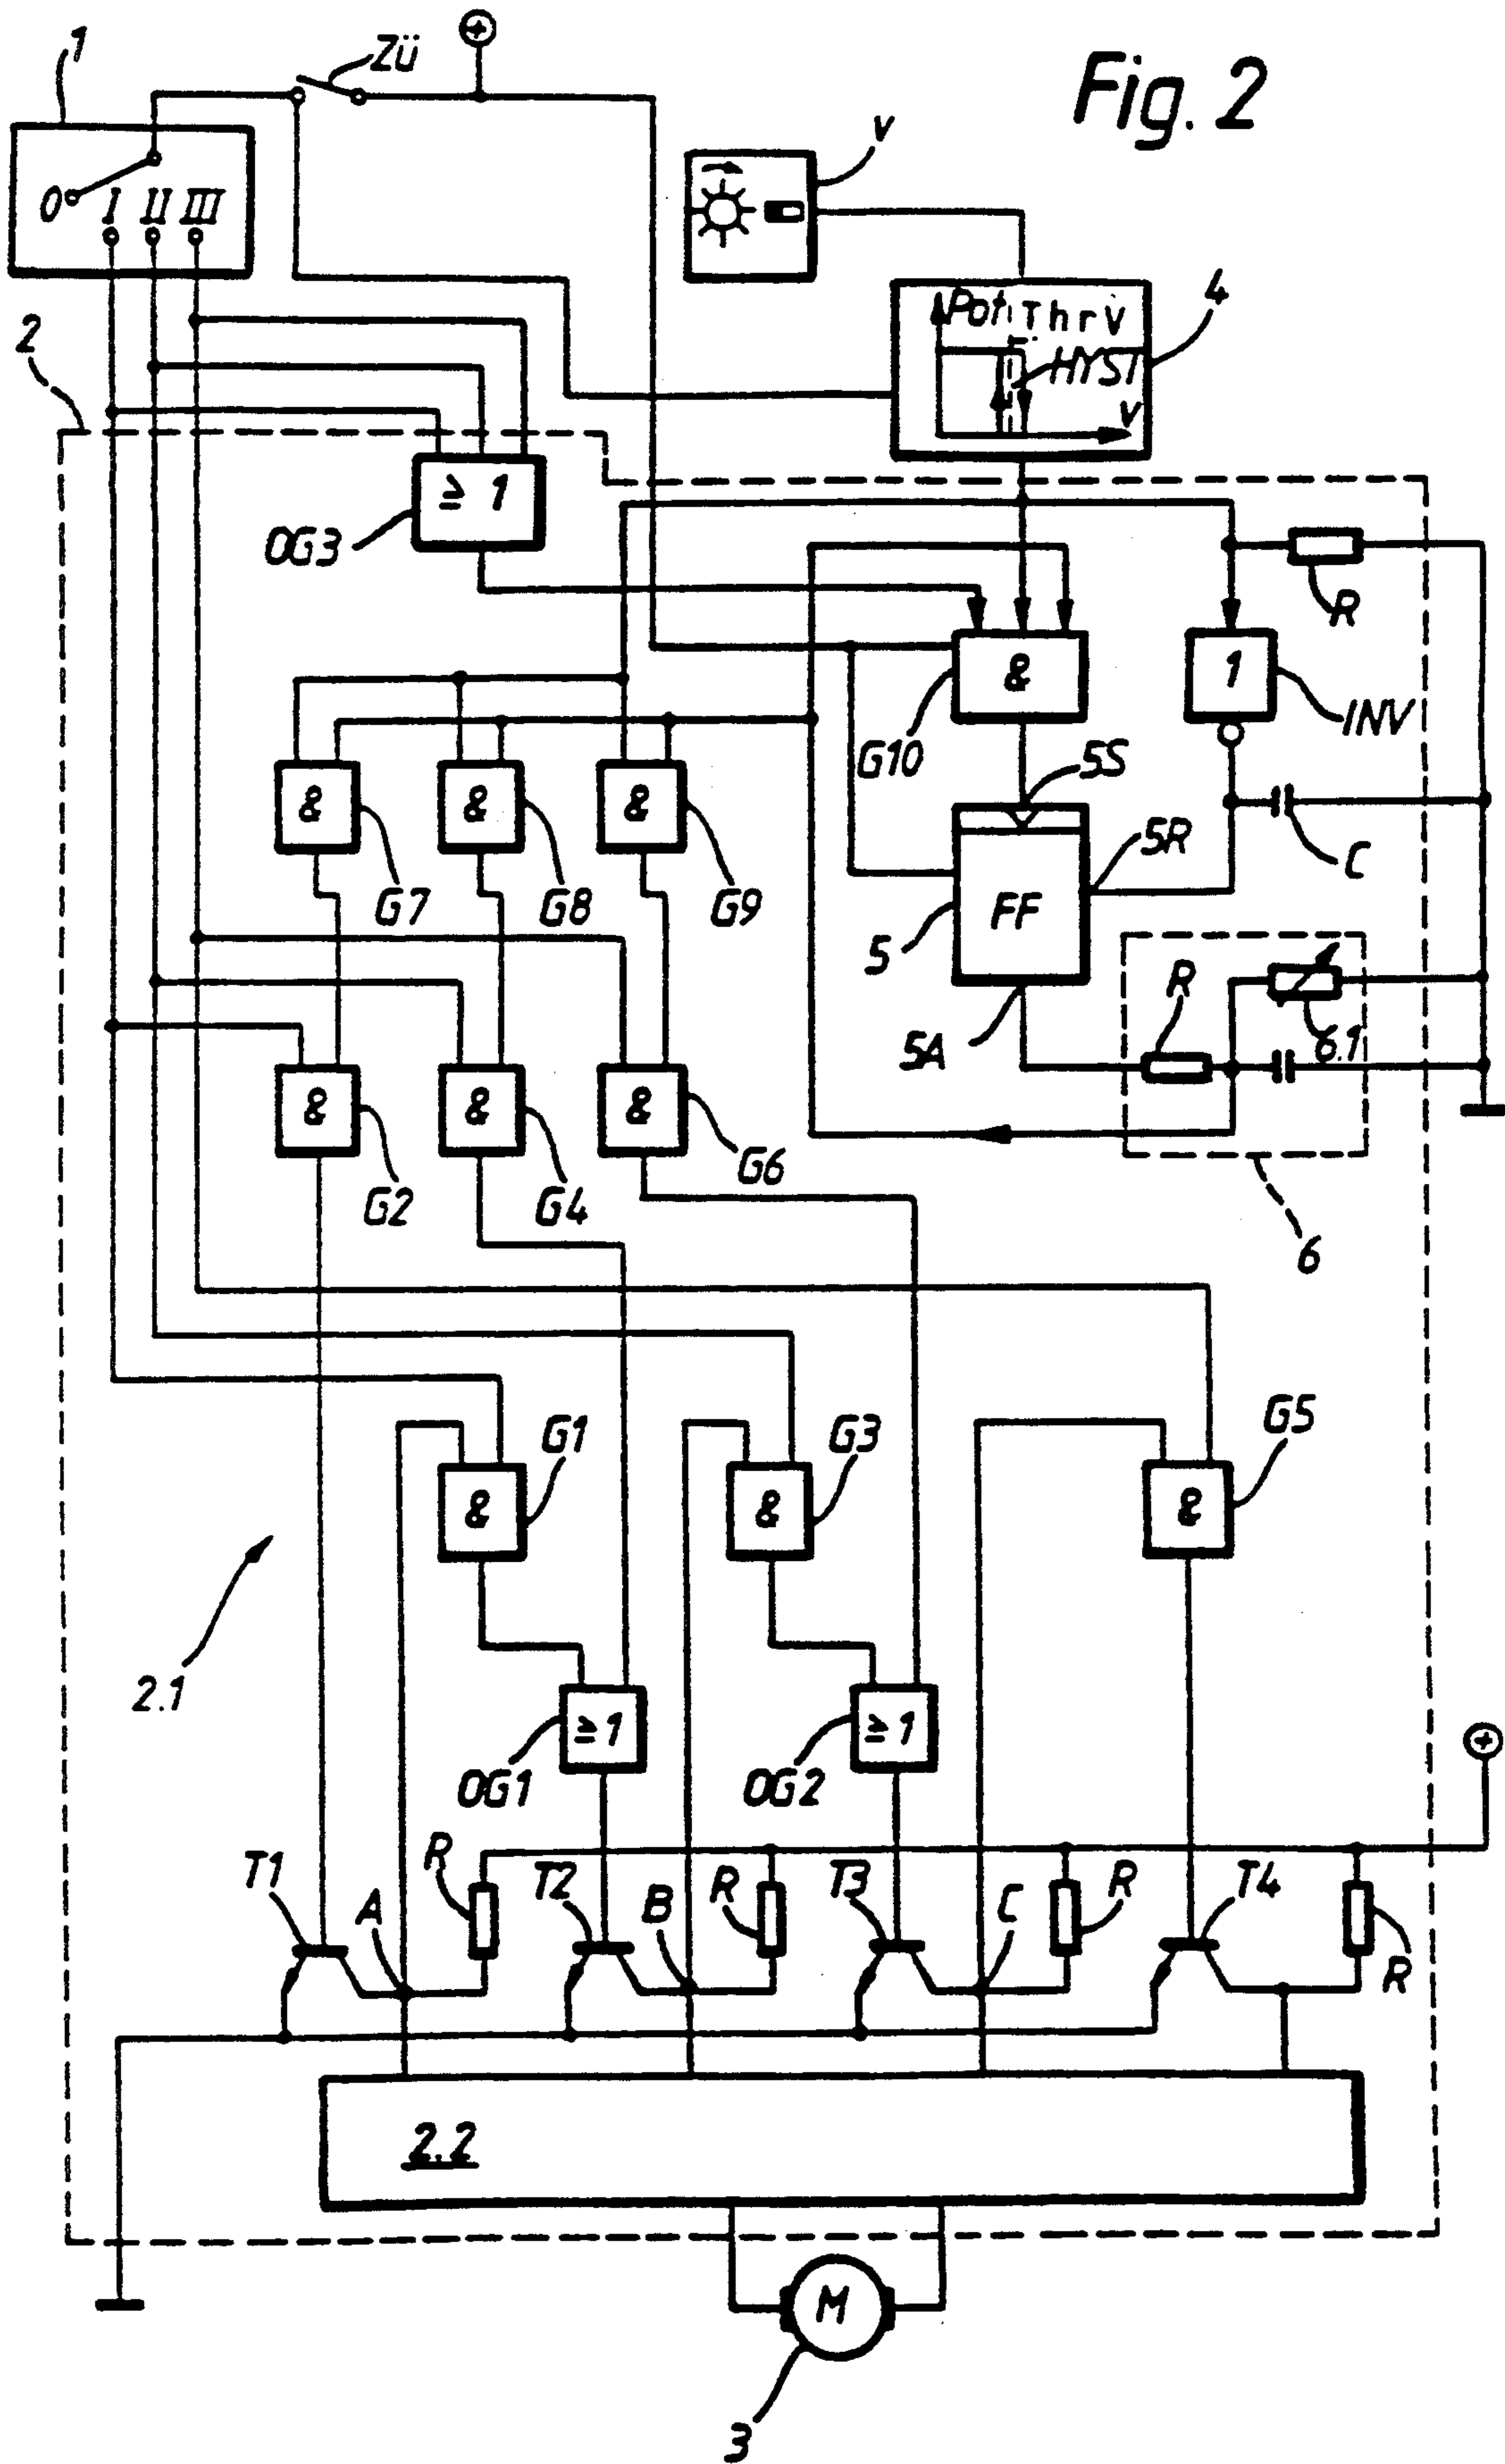 Fig. 2
1
Zü
+
v
0 I II III
4
Pot ThrV
HYST
v
2
≥ 1
OG3
R
&
1
INV
G10
5S
& & &
5R
C
G7 G8 G9
FF
5
R
6.1
5A
& & &
G2 G4 G6
6
G1 G3 G5
& & &
2.1
≥1 ≥1
OG1 OG2
+
T1 A R T2 B R T3 C R T4 R
2.2
M
3